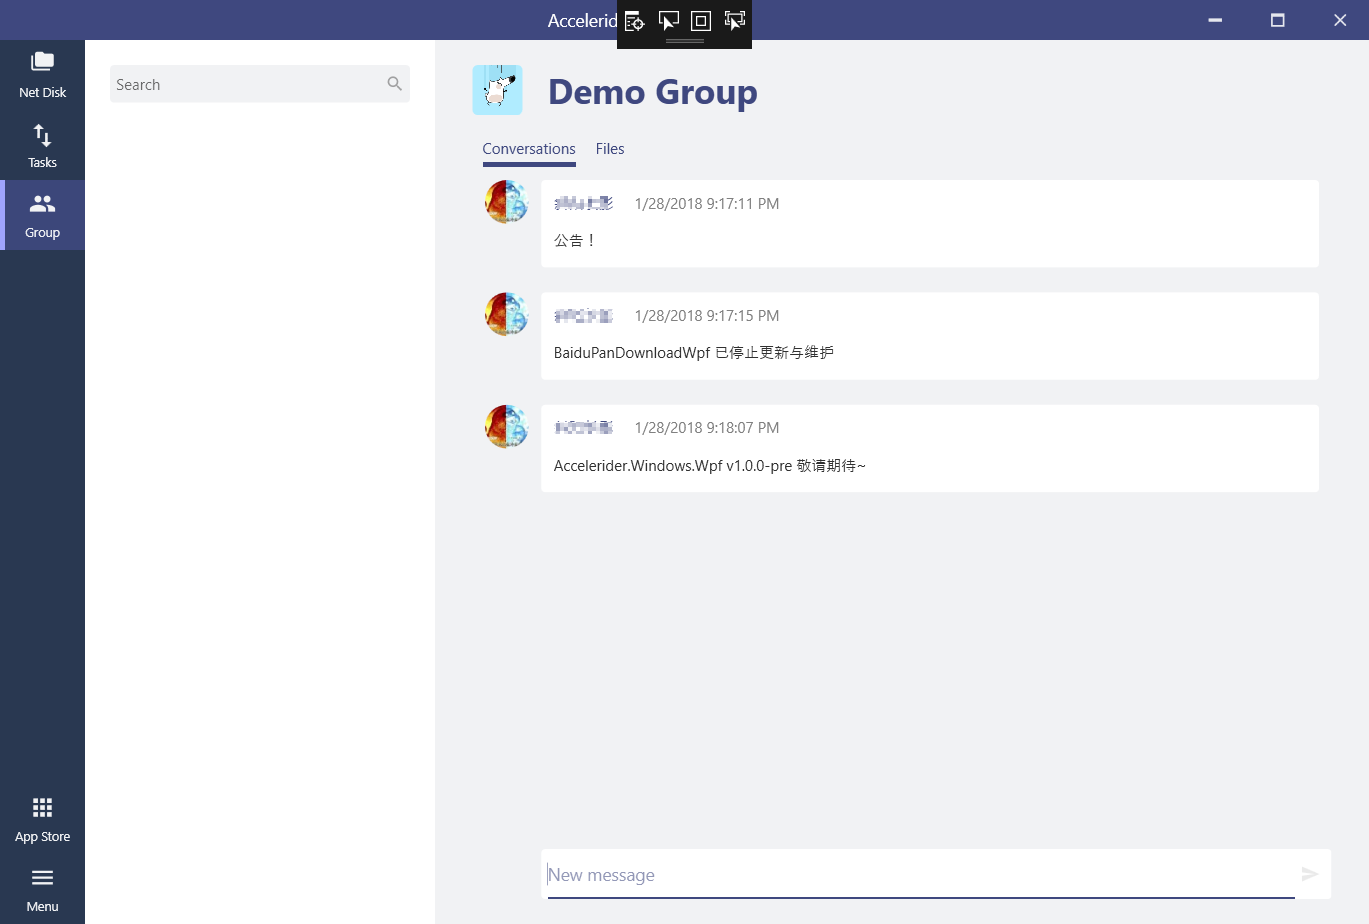 Accelerid
Net Disk
Tasks
Group
App Store
Menu
Search
Demo Group
Conversations Files
1/28/2018 9:17:11 PM
公告！
1/28/2018 9:17:15 PM
BaiduPanDownloadWpf 已停止更新与维护
1/28/2018 9:18:07 PM
Accelerider.Windows.Wpf v1.0.0-pre 敬请期待~
New message